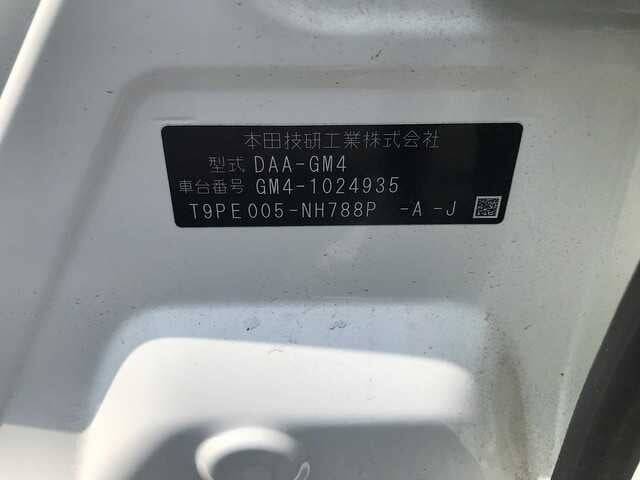 本田技研工業株式会社
型式 DAA-GM4
車台番号 GM4-1024935
T9PE005-NH788P -A-J